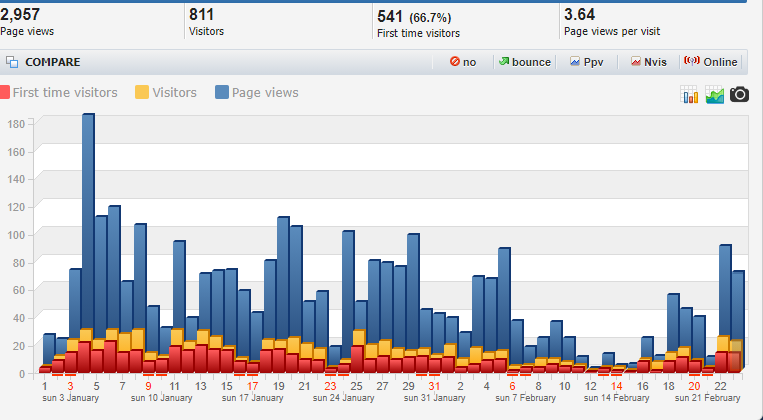 2,957 811 541 (66.7%) 3.64
Page views Visitors First time visitors Page views per visit
COMPARE no bounce Ppv Nvis Online
First time visitors Visitors Page views
180
160
140
120
100
80
60
40
20
0
1 3 5 7 9 11 13 15 17 19 21 23 25 27 29 31 2 4 6 8 10 12 14 16 18 20 22
sun 3 January sun 10 January sun 17 January sun 24 January sun 31 January sun 7 February sun 14 February sun 21 February